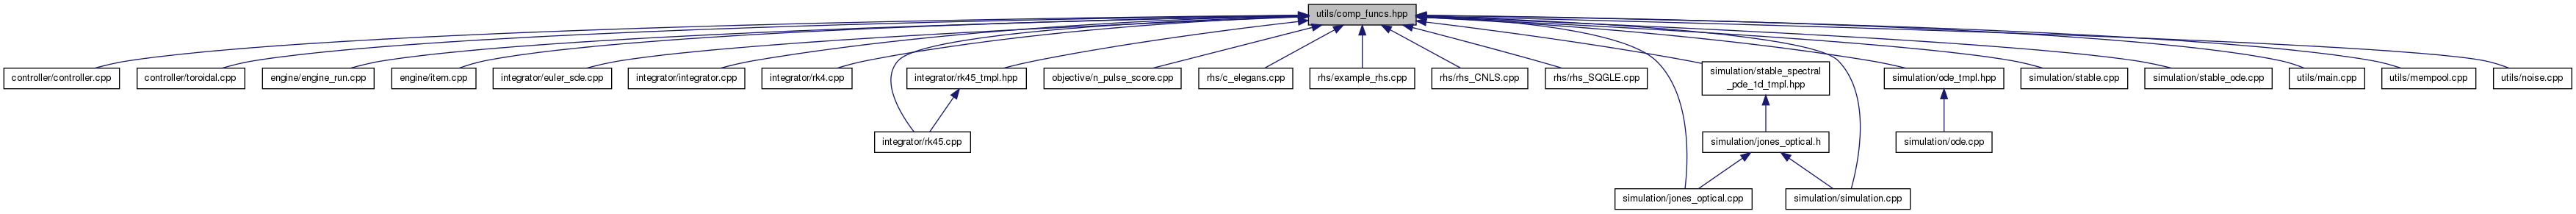 utils/comp_funcs.hpp
controller/controller.cpp
controller/toroidal.cpp
engine/engine_run.cpp
engine/item.cpp
integrator/euler_sde.cpp
integrator/integrator.cpp
integrator/rk4.cpp
integrator/rk45_tmpl.hpp
objective/n_pulse_score.cpp
rhs/c_elegans.cpp
rhs/example_rhs.cpp
rhs/rhs_CNLS.cpp
rhs/rhs_SQGLE.cpp
simulation/stable_spectral
_pde_1d_tmpl.hpp
simulation/ode_tmpl.hpp
simulation/stable.cpp
simulation/stable_ode.cpp
utils/main.cpp
utils/mempool.cpp
utils/noise.cpp
integrator/rk45.cpp
simulation/jones_optical.h
simulation/ode.cpp
simulation/jones_optical.cpp
simulation/simulation.cpp